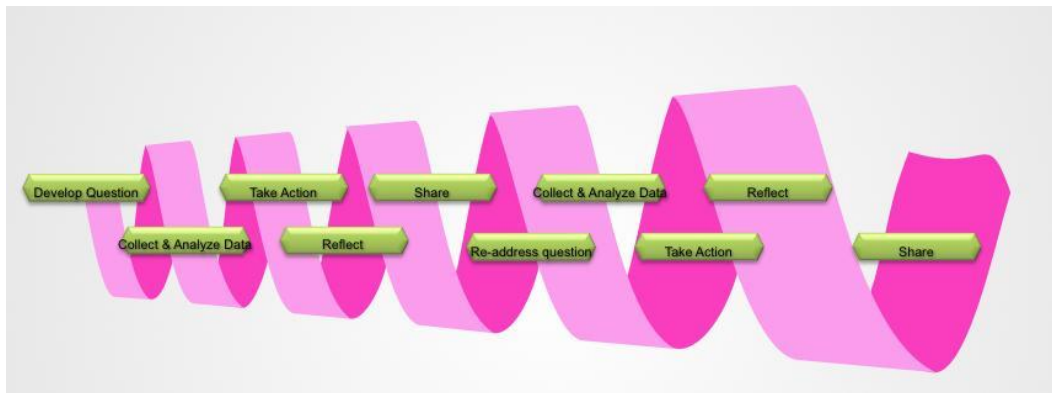 Develop Question
Collect & Analyze Data
Take Action
Reflect
Share
Re-address question
Collect & Analyze Data
Take Action
Reflect
Share